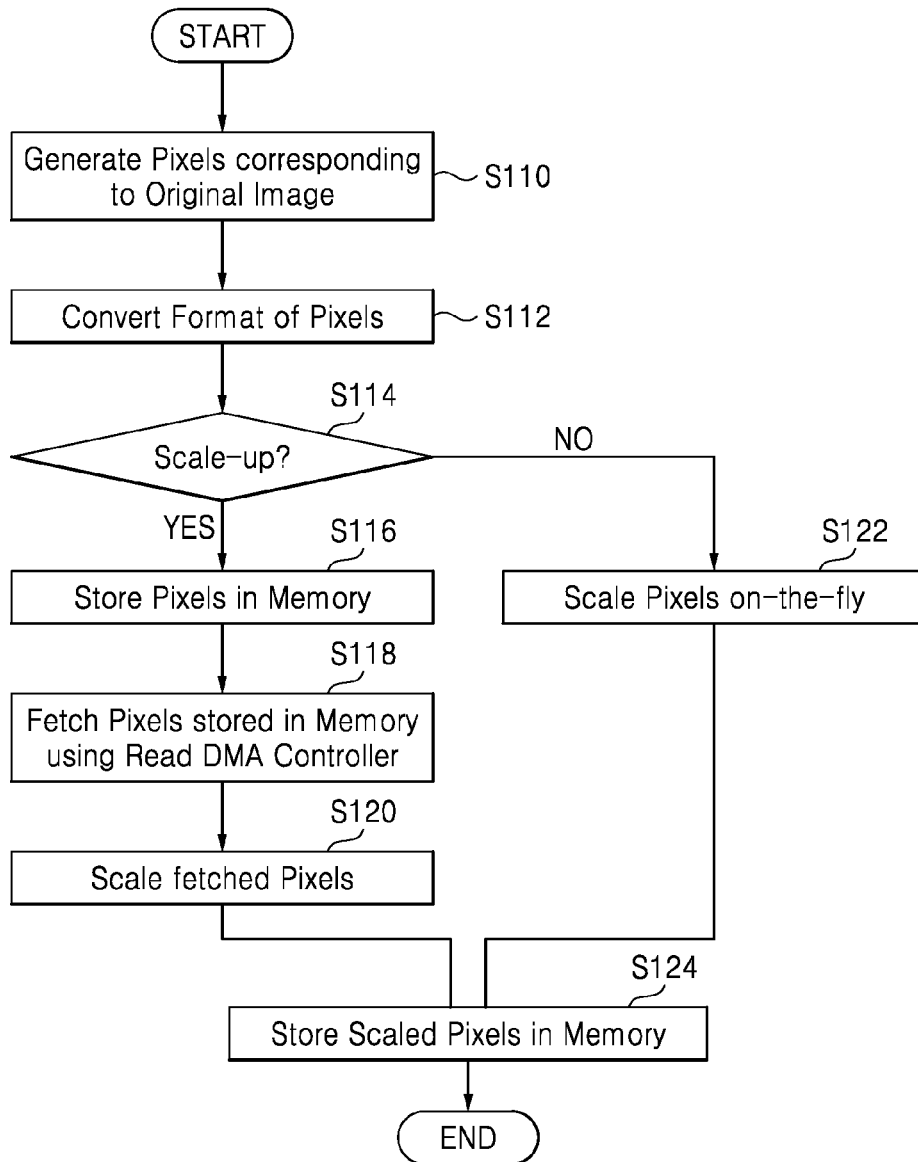 START
Generate Pixels corresponding
to Original Image
S110
Convert Format of Pixels
S112
S114
Scale-up?
NO
YES
S116
Store Pixels in Memory
S122
Scale Pixels on-the-fly
S118
Fetch Pixels stored in Memory
using Read DMA Controller
S120
Scale fetched Pixels
S124
Store Scaled Pixels in Memory
END